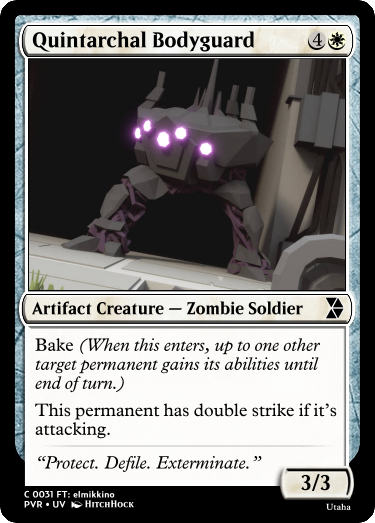 Quintarchal Bodyguard 4
Artifact Creature — Zombie Soldier
Bake (When this enters, up to one other
target permanent gains its abilities until
end of turn.)
This permanent has double strike if it's
attacking.
“Protect. Defile. Exterminate.”
3/3
C 0031 FT: elmikkino
PVR • UV HITCHHOCK
Utaha